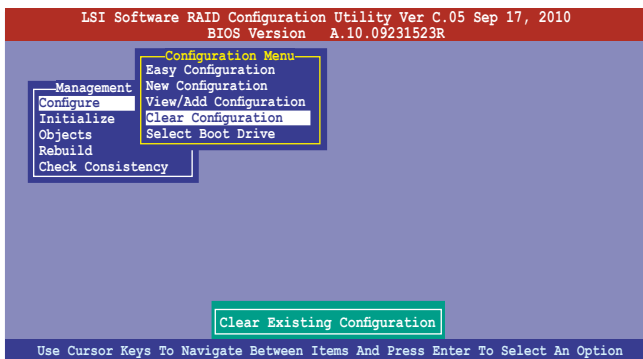 LSI Software RAID Configuration Utility Ver C.05 Sep 17, 2010
BIOS Version A.10.09231523R
Configuration Menu
Easy Configuration
New Configuration
View/Add Configuration
Clear Configuration
Select Boot Drive
Management
Configure
Initialize
Objects
Rebuild
Check Consistency
Clear Existing Configuration
Use Cursor Keys To Navigate Between Items And Press Enter To Select An Option